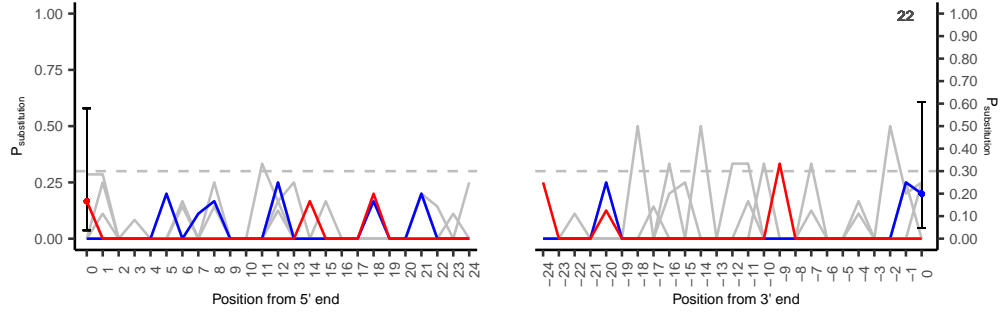 1.00
0.75
0.50
0.25
0.00
P substitution
0 1 2 3 4 5 6 7 8 9 10 11 12 13 14 15 16 17 18 19 20 21 22 23 24
Position from 5' end
22
−24 −23 −22 −21 −20 −19 −18 −17 −16 −15 −14 −13 −12 −11 −10 −9 −8 −7 −6 −5 −4 −3 −2 −1 0
Position from 3' end
1.00
0.90
0.80
0.70
0.60
0.50
0.40
0.30
0.20
0.10
0.00
P substitution